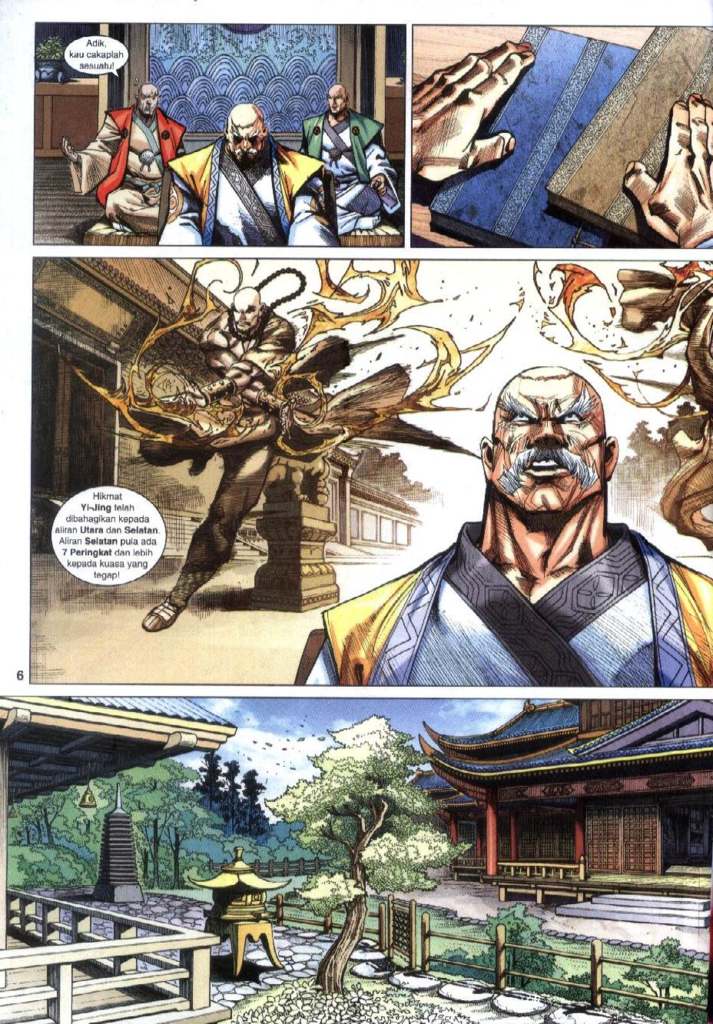 Adik,
kau cakaplah
sesuatu!
Hikmat
Yi-Jing telah
dibahagikan kepada
aliran Utara dan Selatan.
Aliran Selatan pula ada
7 Peringkat dan lebih
kepada kuasa yang
tegap!
6